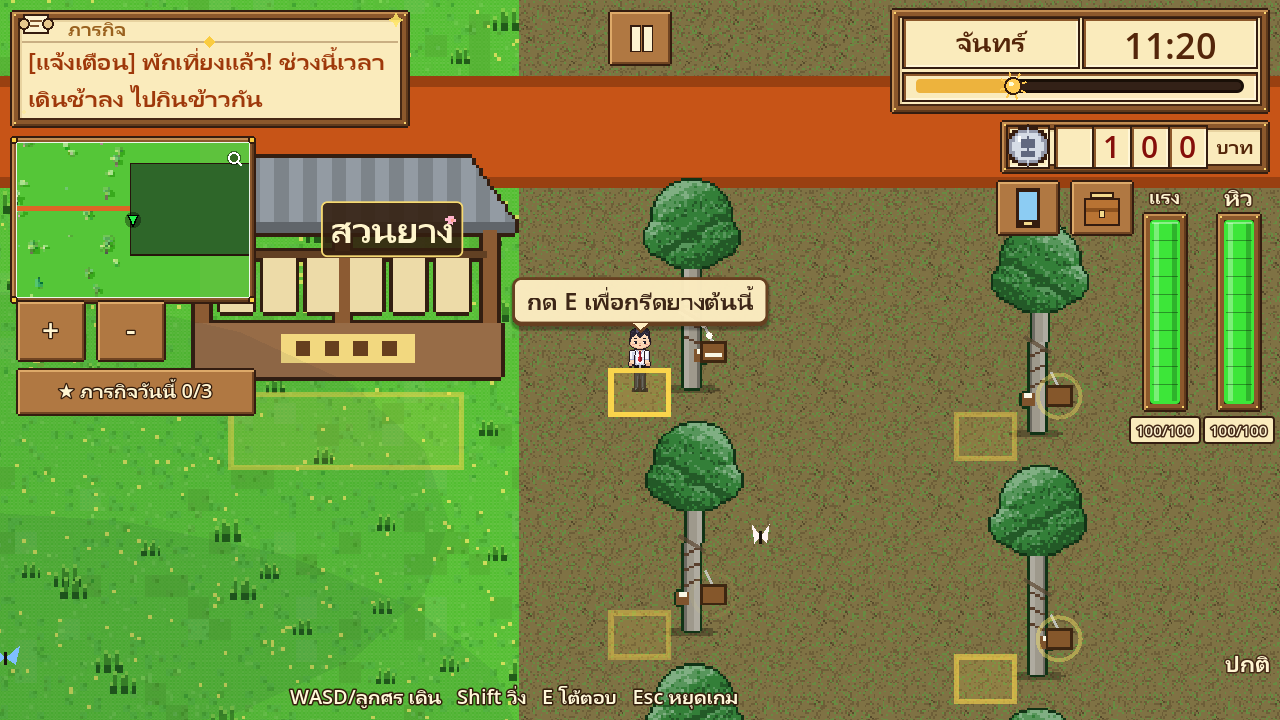 ภารกิจ
[แจ้งเตือน] พักเที่ยงแล้ว! ช่วงนี้เวลา
เดินช้าลง ไปกินข้าวกัน
จันทร์
11:20
1 0 0 บาท
แรง
หิว
สวนยาง
กด E เพื่อกรีดยางต้นนี้
+
-
★ ภารกิจวันนี้ 0/3
100/100
100/100
ปกติ
WASD/ลูกศร เดิน Shift วิ่ง E โต้ตอบ Esc หยุดเกม